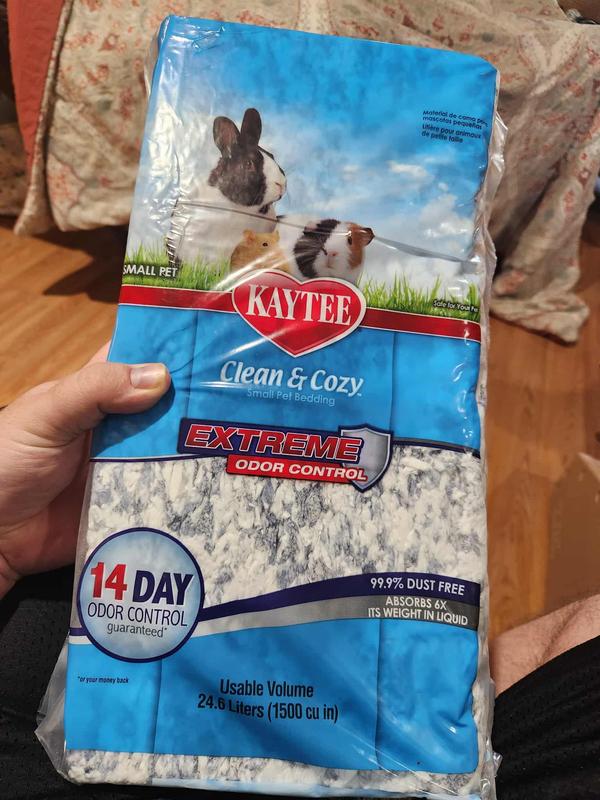 Material de cama para
mascotas pequeñas
Litière pour animaux
de petite taille
SMALL PET
KAYTEE
Safe for Your Pe
Clean & Cozy™
Small Pet Bedding
EXTREME
ODOR CONTROL
14 DAY
ODOR CONTROL
guaranteed*
99.9% DUST FREE
ABSORBS 6X
ITS WEIGHT IN LIQUID
*or your money back
Usable Volume
24.6 Liters (1500 cu in)